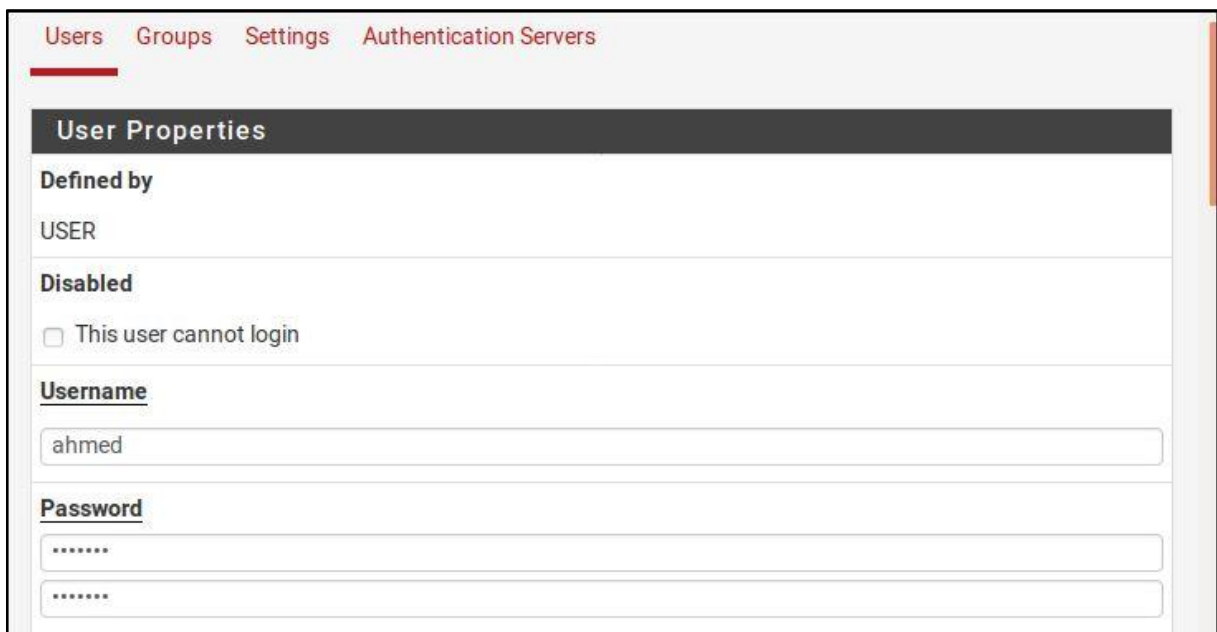 Users Groups Settings Authentication Servers
User Properties
Defined by
USER
Disabled
This user cannot login
Username
ahmed
Password
•••••••
•••••••